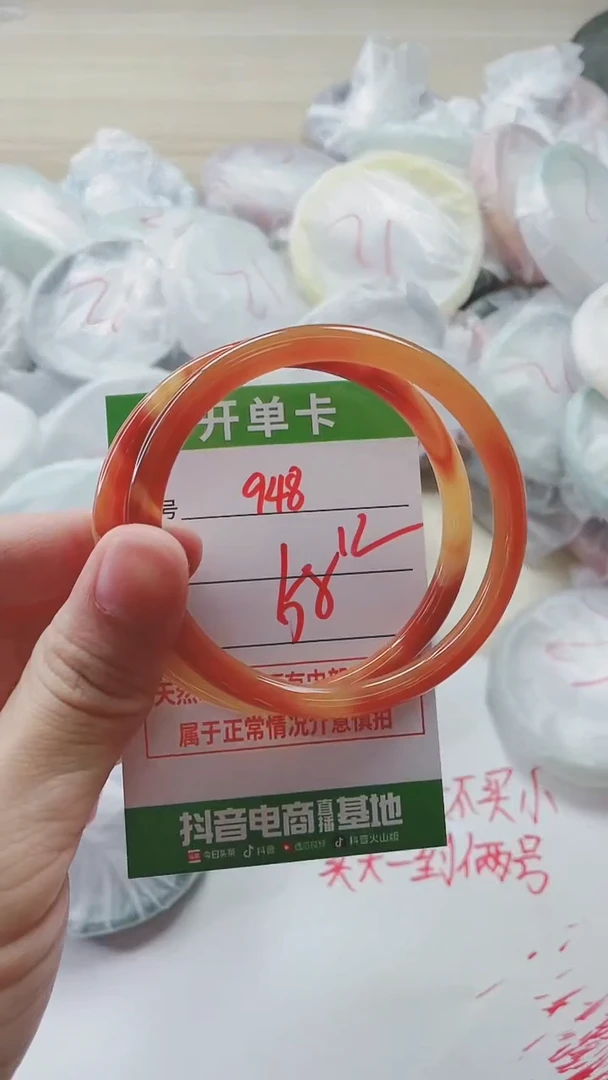 开单卡
号
948
58 12
天然
属于正常情况介意慎拍
抖音电商直播基地
今日头条 抖音 西瓜视频 抖音火山版
不买小
买大一到俩号